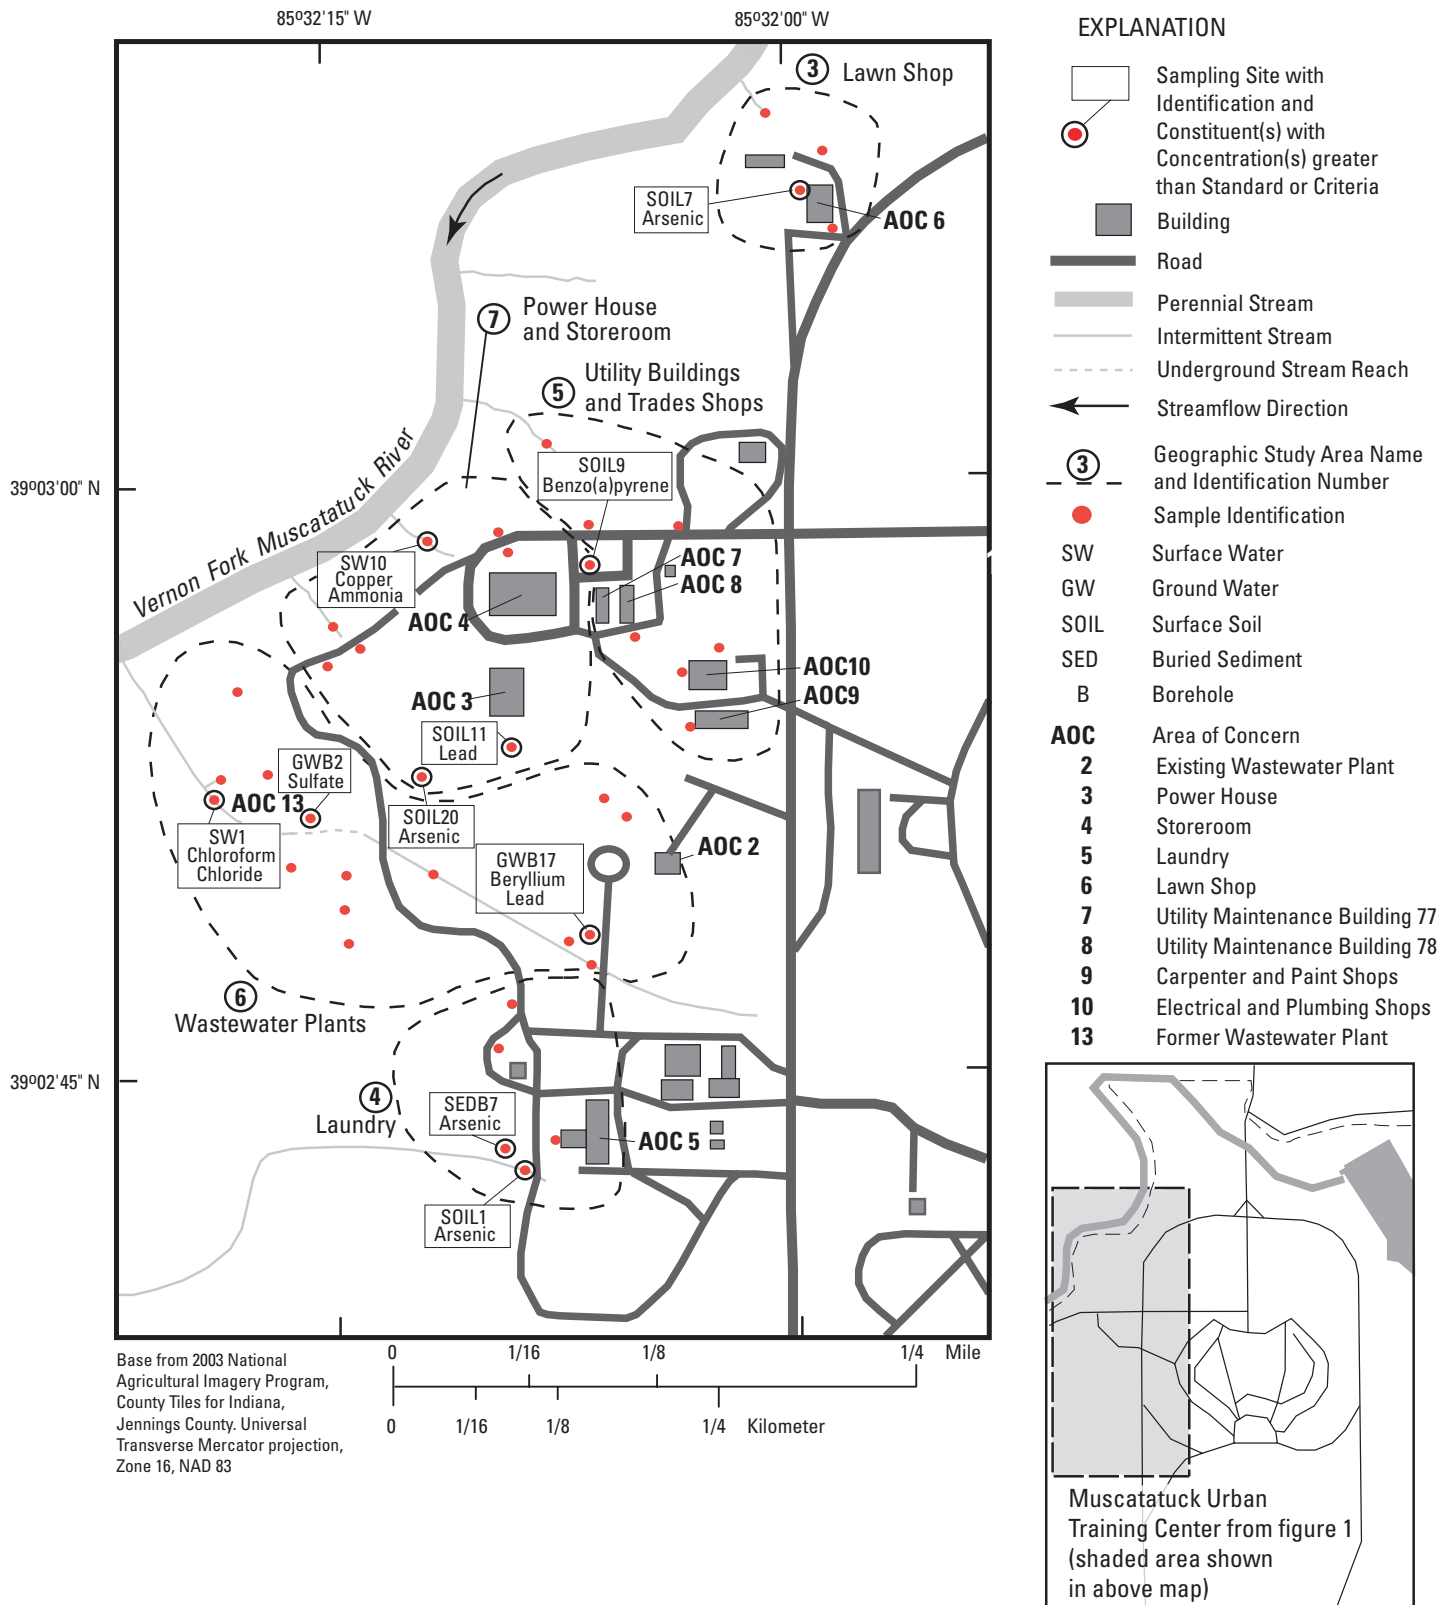 85º32'15" W
85º32'00" W
3 Lawn Shop
SOIL7
Arsenic
AOC 6
7 Power House
and Storeroom
5 Utility Buildings
and Trades Shops
Vernon Fork Muscatatuck River
39º03'00" N
SOIL9
Benzo(a)pyrene
SW10
Copper
Ammonia
AOC 7
AOC 8
AOC 4
AOC 3
AOC10
AOC9
SOIL11
Lead
GWB2
Sulfate
AOC 13
SW1
Chloroform
Chloride
SOIL20
Arsenic
AOC 2
GWB17
Beryllium
Lead
6
Wastewater Plants
39º02'45" N
4
Laundry
SEDB7
Arsenic
AOC 5
SOIL1
Arsenic
Base from 2003 National
Agricultural Imagery Program,
County Tiles for Indiana,
Jennings County. Universal
Transverse Mercator projection,
Zone 16, NAD 83
0 1/16 1/8 1/4 Mile
0 1/16 1/8 1/4 Kilometer
EXPLANATION
Sampling Site with
Identification and
Constituent(s) with
Concentration(s) greater
than Standard or Criteria
Building
Road
Perennial Stream
Intermittent Stream
Underground Stream Reach
Streamflow Direction
3 Geographic Study Area Name
and Identification Number
Sample Identification
SW Surface Water
GW Ground Water
SOIL Surface Soil
SED Buried Sediment
B Borehole
AOC Area of Concern
2 Existing Wastewater Plant
3 Power House
4 Storeroom
5 Laundry
6 Lawn Shop
7 Utility Maintenance Building 77
8 Utility Maintenance Building 78
9 Carpenter and Paint Shops
10 Electrical and Plumbing Shops
13 Former Wastewater Plant
Muscatatuck Urban
Training Center from figure 1
(shaded area shown
in above map)